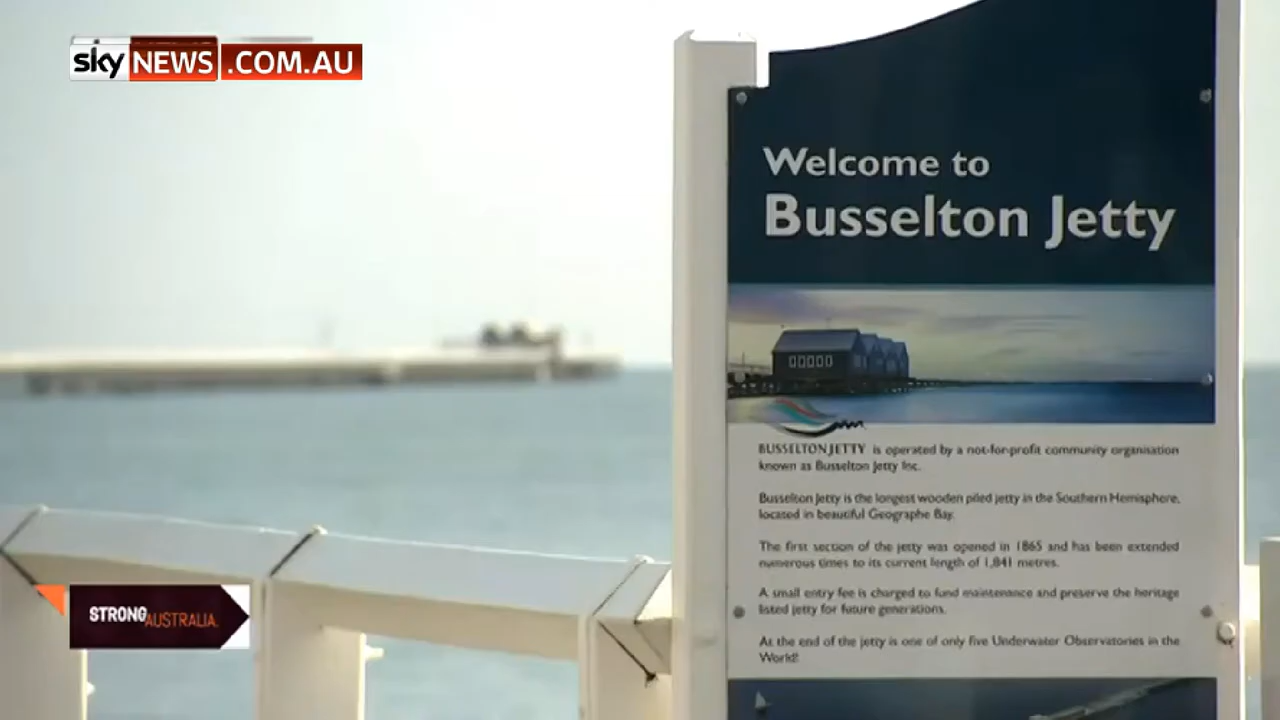 sky NEWS .COM.AU
Welcome to
Busselton Jetty
BUSSELTON JETTY is operated by a not-for-profit community organisation
known as Busselton Jetty Inc.
Busselton Jetty is the longest wooden piled jetty in the Southern Hemisphere,
located in beautiful Geographe Bay.
The first section of the jetty was opened in 1865 and has been extended
numerous times to its current length of 1,841 metres.
A small entry fee is charged to fund maintenance and preserve the heritage
listed jetty for future generations.
At the end of the jetty is one of only five Underwater Observatories in the
World!
STRONG AUSTRALIA.